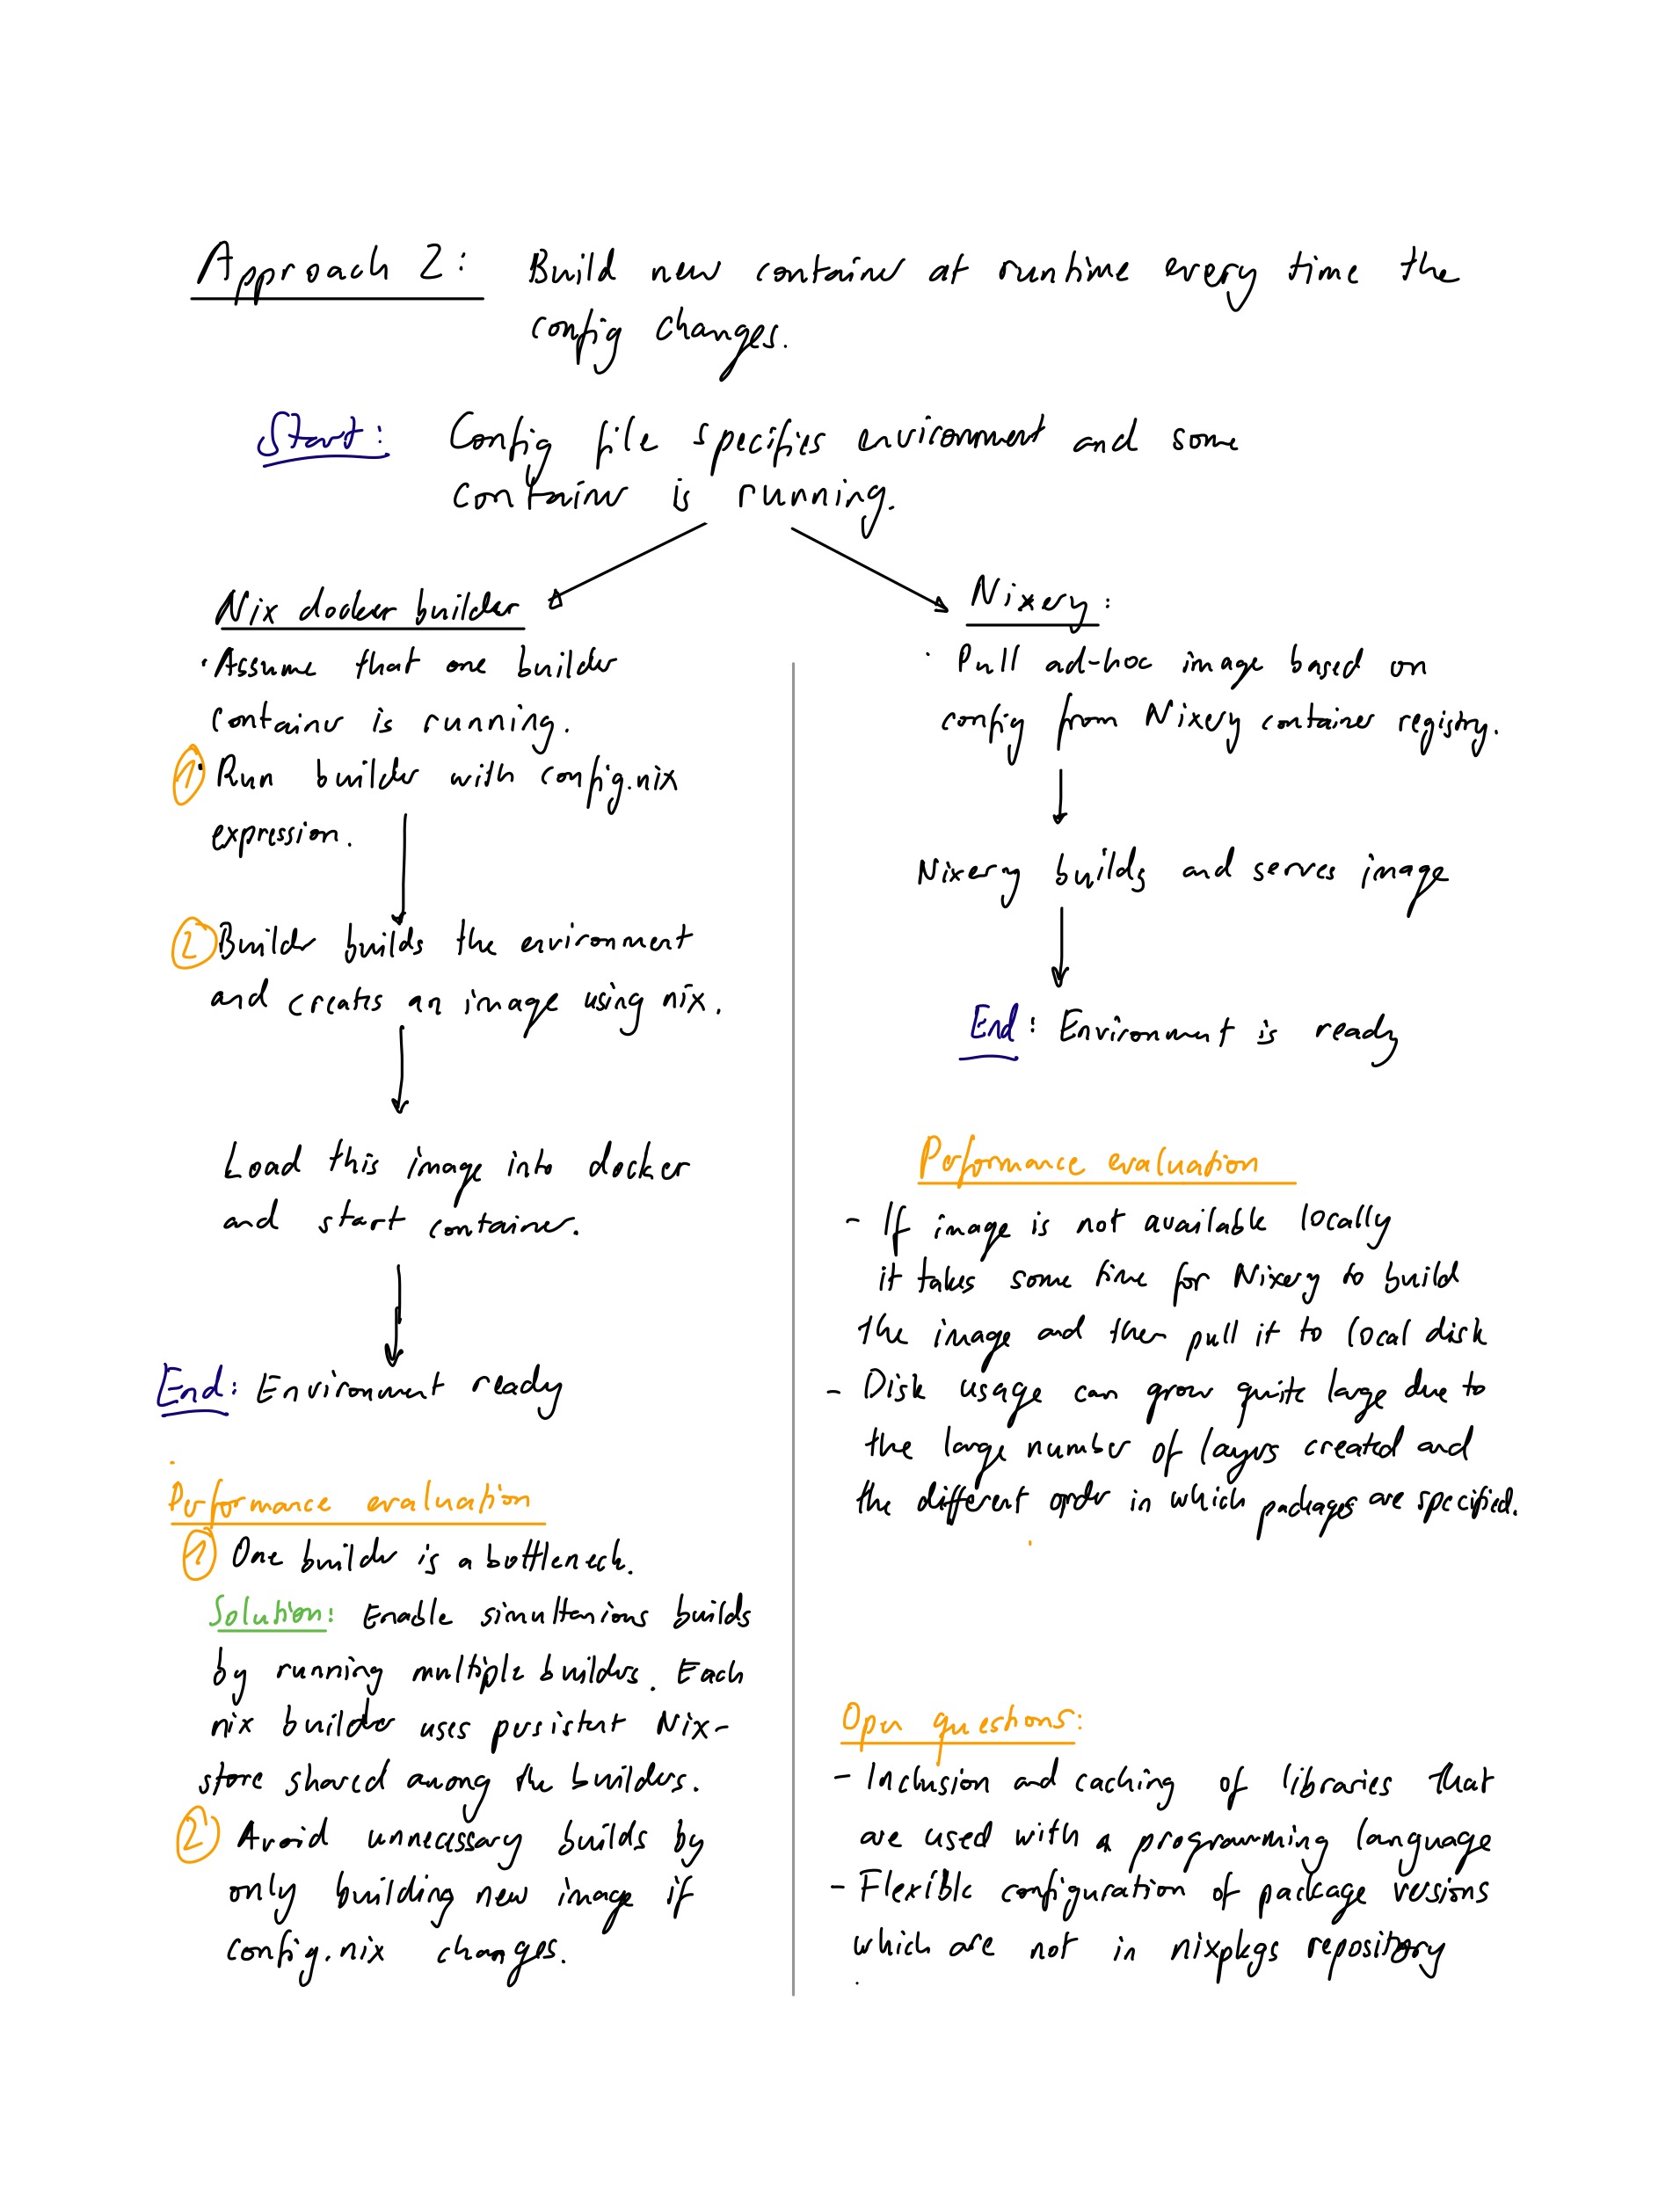 Approach 2: Build new container at runtime every time the
config changes.
Start: Config file specifies environment and some
container is running.
Nix docker builder
· Assume that one builder
container is running.
1 · Run builder with config.nix
expression.
2 Builder builds the environment
and creates an image using nix.
Load this image into docker
and start container.
End: Environment ready
Performance evaluation
1 One builder is a bottleneck.
Solution: Enable simultanious builds
by running multiple builders. Each
nix builder uses persistent Nix-
store shared among the builders.
2 Avoid unnecessary builds by
only building new image if
config.nix changes.
Nixery:
· Pull ad-hoc image based on
config from Nixery container registry.
Nixery builds and serves image
End: Environment is ready
Performance evaluation
- If image is not available locally
it takes some time for Nixery to build
the image and then pull it to local disk
- Disk usage can grow quite large due to
the large number of layers created and
the different order in which packages are specified.
Open questions:
- Inclusion and caching of libraries that
are used with a programming language
- Flexible configuration of package versions
which are not in nixpkgs repository